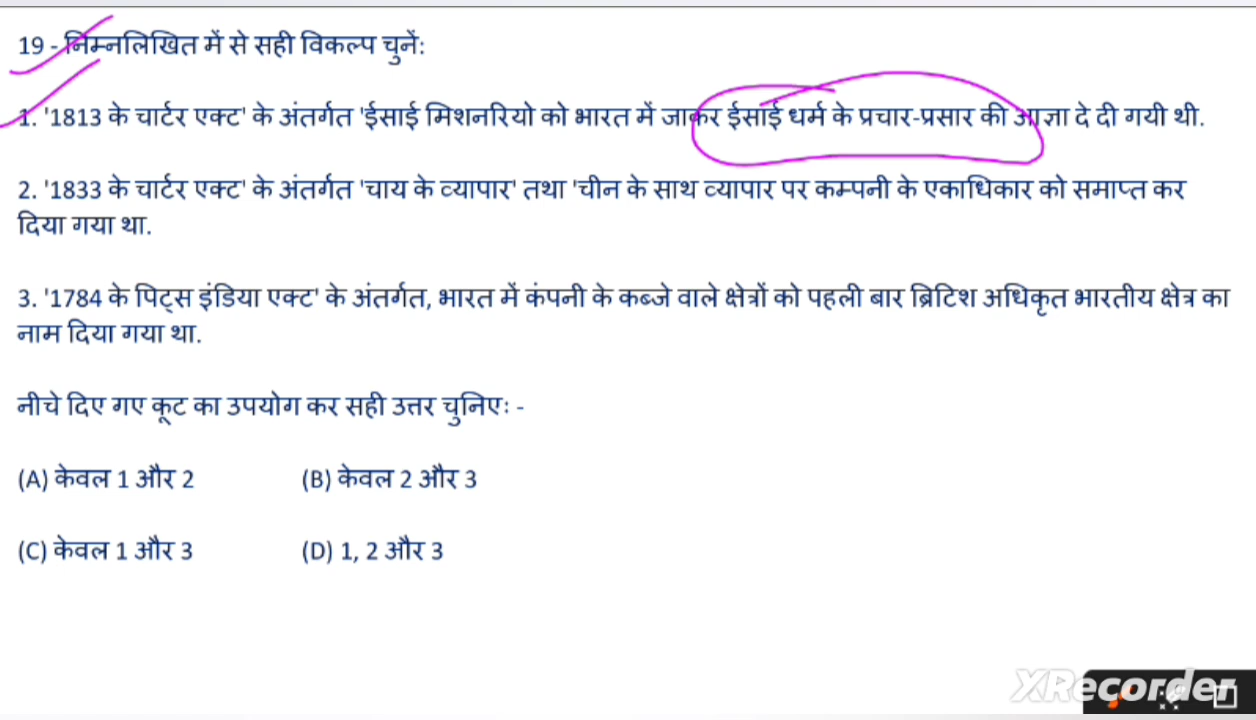 19 - निम्नलिखित में से सही विकल्प चुनें:
1. '1813 के चार्टर एक्ट' के अंतर्गत 'ईसाई मिशनरियो को भारत में जाकर ईसाई धर्म के प्रचार-प्रसार की आज्ञा दे दी गयी थी.
2. '1833 के चार्टर एक्ट' के अंतर्गत 'चाय के व्यापार' तथा 'चीन के साथ व्यापार पर कम्पनी के एकाधिकार को समाप्त कर
दिया गया था.
3. '1784 के पिट्स इंडिया एक्ट' के अंतर्गत, भारत में कंपनी के कब्जे वाले क्षेत्रों को पहली बार ब्रिटिश अधिकृत भारतीय क्षेत्र का
नाम दिया गया था.
नीचे दिए गए कूट का उपयोग कर सही उत्तर चुनिए: -
(A) केवल 1 और 2 (B) केवल 2 और 3
(C) केवल 1 और 3 (D) 1, 2 और 3
XRecorder